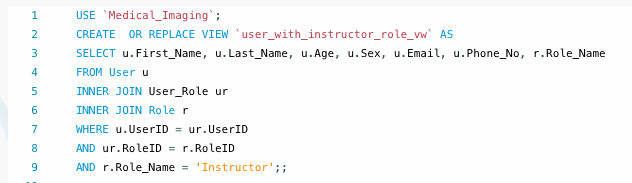 1 USE `Medical_Imaging`;
2 CREATE  OR REPLACE VIEW `user_with_instructor_role_vw` AS
3 SELECT u.First_Name, u.Last_Name, u.Age, u.Sex, u.Email, u.Phone_No, r.Role_Name
4 FROM User u
5 INNER JOIN User_Role ur
6 INNER JOIN Role r
7 WHERE u.UserID = ur.UserID
8 AND ur.RoleID = r.RoleID
9 AND r.Role_Name = 'Instructor';;